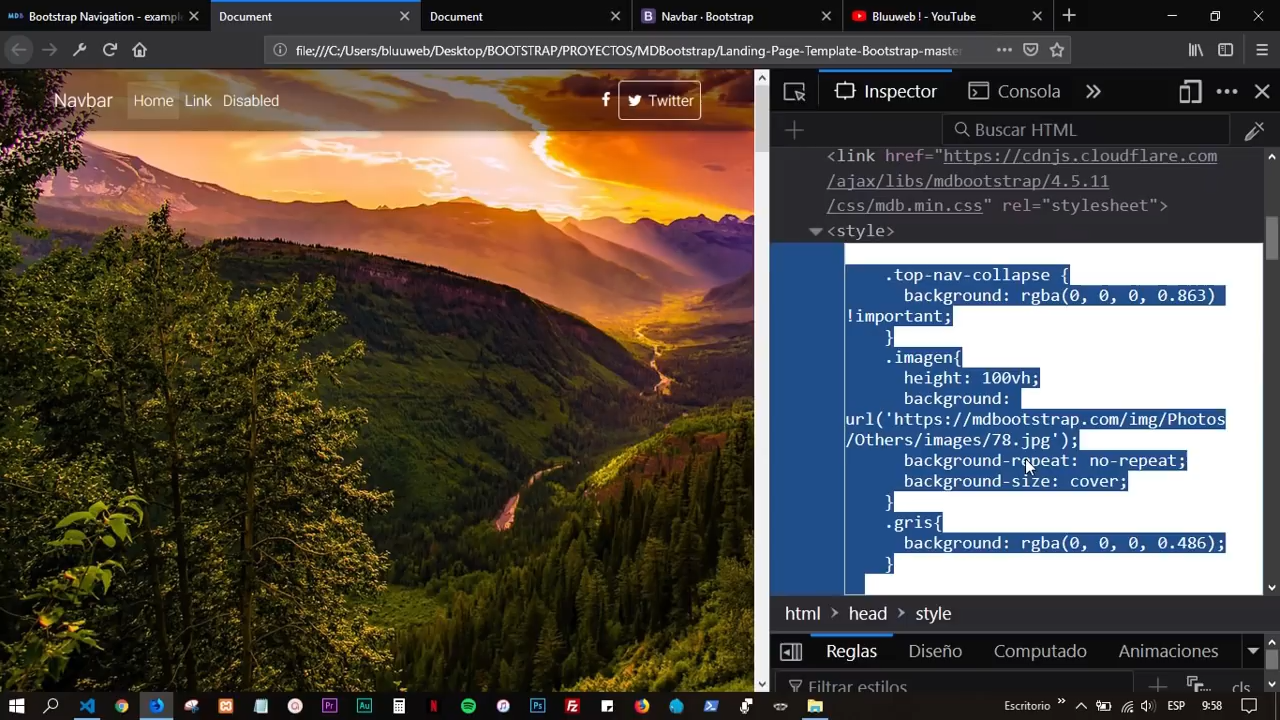 Bootstrap Navigation - example
Document
Document
Navbar · Bootstrap
Bluuweb ! - YouTube
file:///C:/Users/bluuweb/Desktop/BOOTSTRAP/PROYECTOS/MDBootstrap/Landing-Page-Template-Bootstrap-master
Navbar Home Link Disabled Twitter
Inspector Consola
Buscar HTML
<link href="https://cdnjs.cloudflare.com
/ajax/libs/mdbootstrap/4.5.11
/css/mdb.min.css" rel="stylesheet">
<style>
.top-nav-collapse {
background: rgba(0, 0, 0, 0.863)
!important;
}
.imagen{
height: 100vh;
background:
url('https://mdbootstrap.com/img/Photos
/Others/images/78.jpg');
background-repeat: no-repeat;
background-size: cover;
}
.gris{
background: rgba(0, 0, 0, 0.486);
}
html > head > style
Reglas Diseño Computado Animaciones
Filtrar estilos .cls
Escritorio ESP 9:58